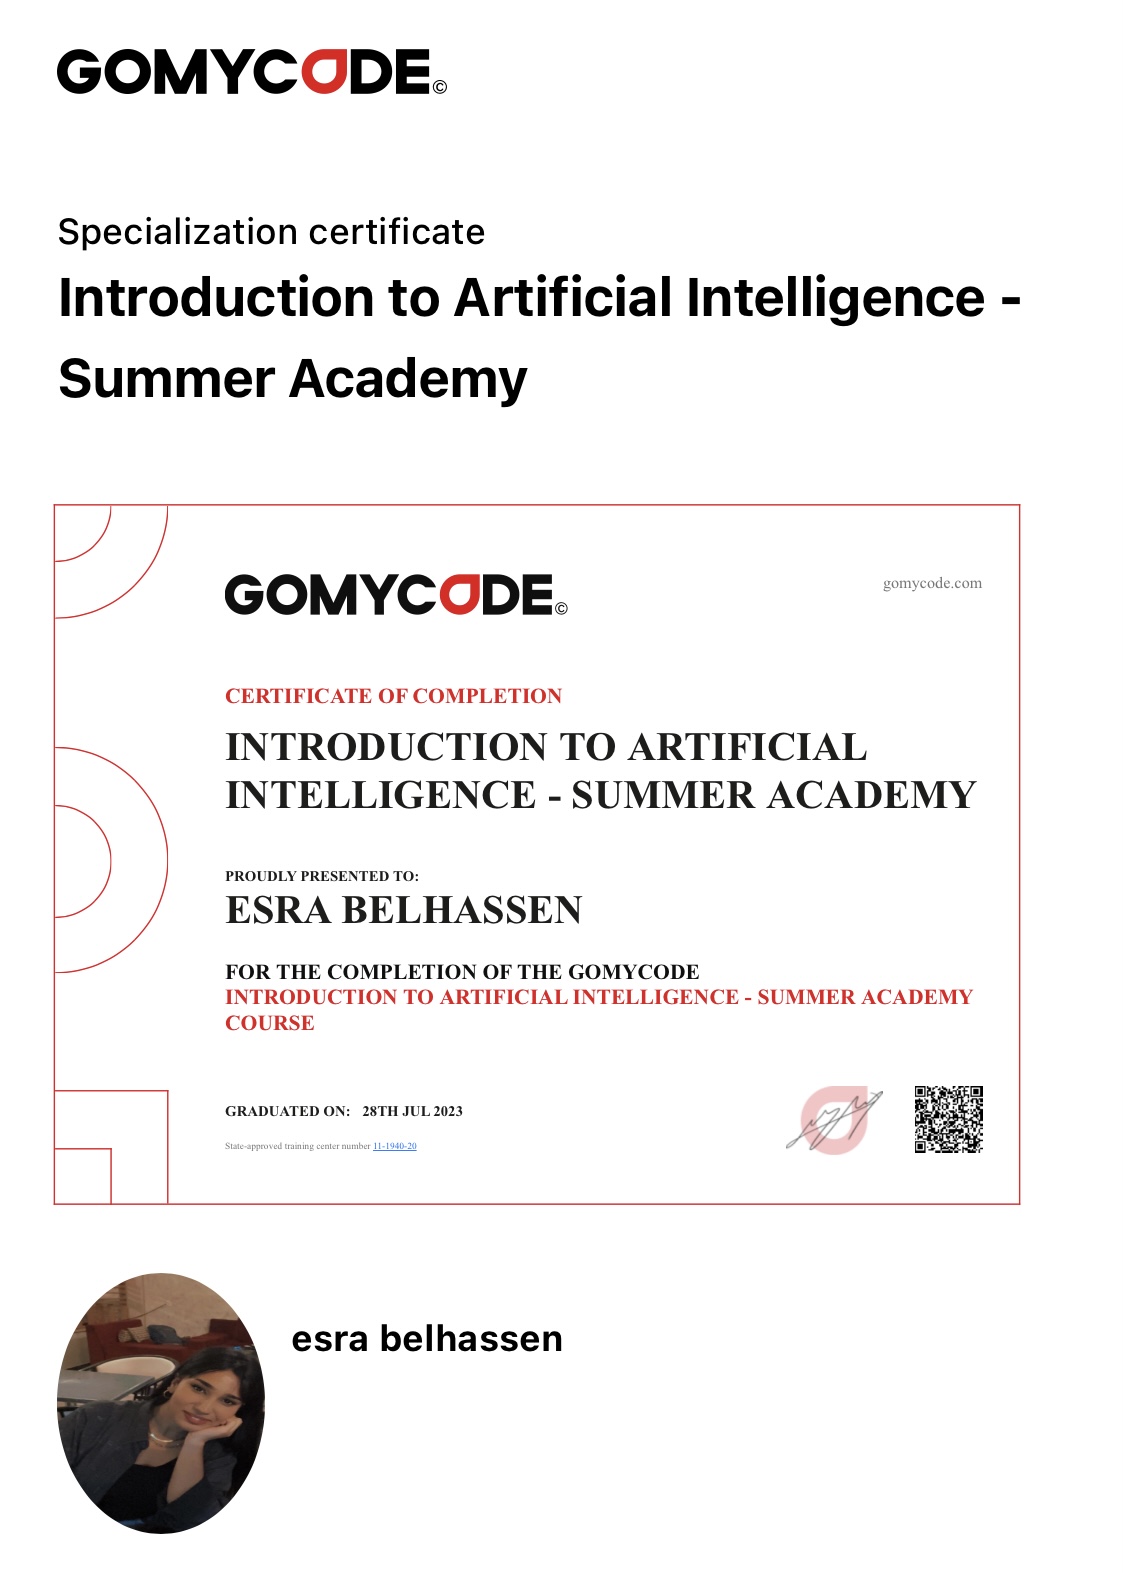 GOMYCODE©
Specialization certificate
Introduction to Artificial Intelligence -
Summer Academy
GOMYCODE©
gomycode.com
CERTIFICATE OF COMPLETION
INTRODUCTION TO ARTIFICIAL
INTELLIGENCE - SUMMER ACADEMY
PROUDLY PRESENTED TO:
ESRA BELHASSEN
FOR THE COMPLETION OF THE GOMYCODE
INTRODUCTION TO ARTIFICIAL INTELLIGENCE - SUMMER ACADEMY
COURSE
GRADUATED ON: 28TH JUL 2023
State-approved training center number 11-1940-20
esra belhassen